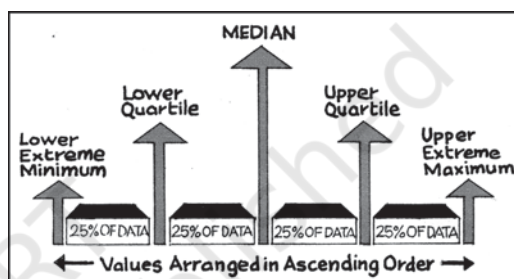 MEDIAN
Lower
Quartile
Upper
Quartile
Lower
Extreme
Minimum
Upper
Extreme
Maximum
25% OF DATA
25% OF DATA
25% OF DATA
25% OF DATA
Values Arranged in Ascending Order